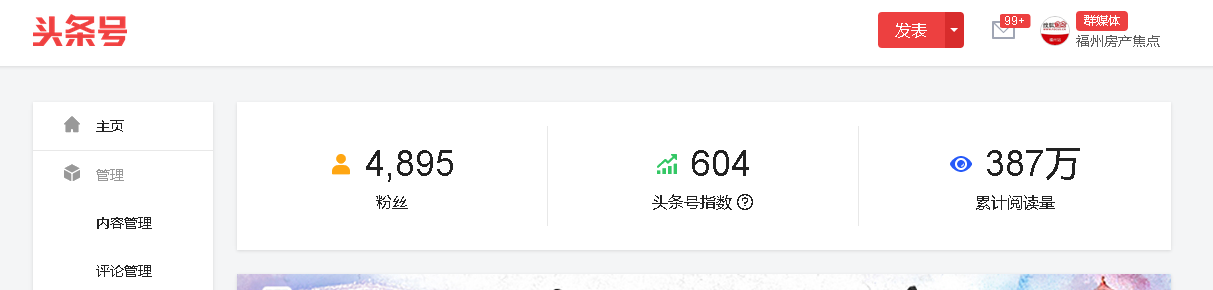 头条号
发表
99+
群媒体
福州房产焦点
主页
管理
内容管理
评论管理
4,895
粉丝
604
头条号指数
387万
累计阅读量